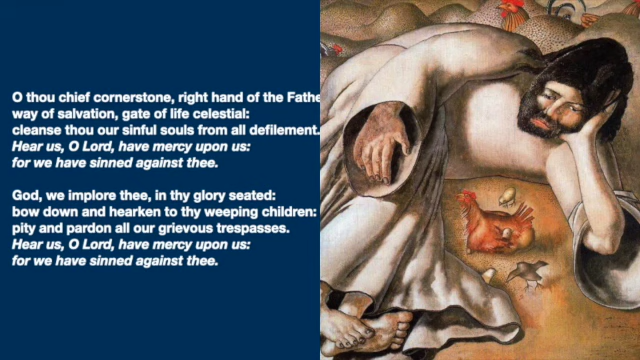 O thou chief cornerstone, right hand of the Fathe
way of salvation, gate of life celestial:
cleanse thou our sinful souls from all defilement.
Hear us, O Lord, have mercy upon us:
for we have sinned against thee.
God, we implore thee, in thy glory seated:
bow down and hearken to thy weeping children:
pity and pardon all our grievous trespasses.
Hear us, O Lord, have mercy upon us:
for we have sinned against thee.